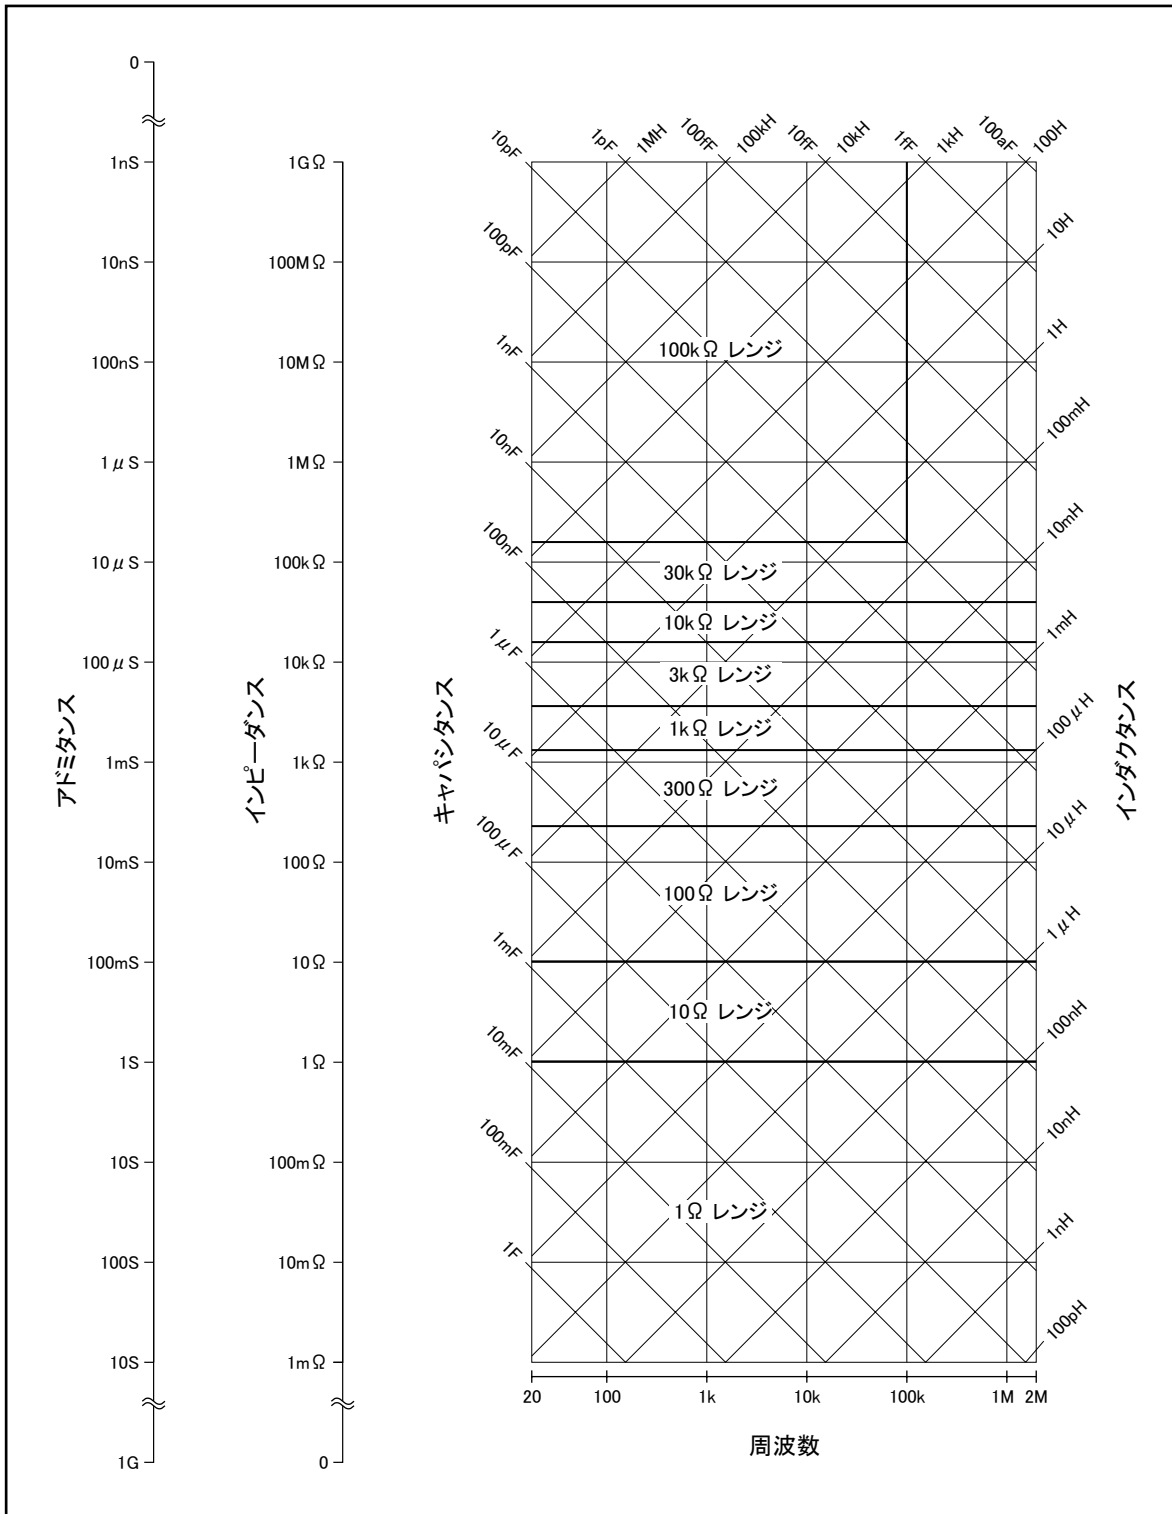 0
1nS
10nS
100nS
1μS
10μS
100μS
1mS
10mS
100mS
1S
10S
100S
10S
1G
アドミタンス
1GΩ
100MΩ
10MΩ
1MΩ
100kΩ
10kΩ
1kΩ
100Ω
10Ω
1Ω
100mΩ
10mΩ
1mΩ
0
インピーダンス
キャパシタンス
10pF
1pF
1MH
100fF
100kH
10fF
10kH
1fF
1kH
100aF
100H
100pF
1nF
10nF
100nF
1μF
10μF
100μF
1mF
10mF
100mF
1F
100kΩ レンジ
30kΩ レンジ
10kΩ レンジ
3kΩ レンジ
1kΩ レンジ
300Ω レンジ
100Ω レンジ
10Ω レンジ
1Ω レンジ
10H
1H
100mH
10mH
1mH
100μH
10μH
1μH
100nH
10nH
1nH
100pH
インダクタンス
20 100 1k 10k 100k 1M 2M
周波数